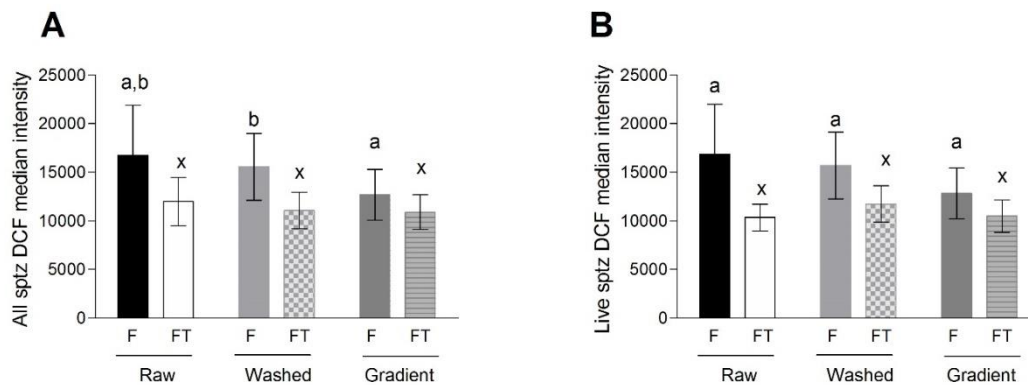 A
All sptz DCF median intensity
25000
20000
15000
10000
5000
0
a,b
x
b
x
a
x
F FT F FT F FT
Raw Washed Gradient
B
Live sptz DCF median intensity
25000
20000
15000
10000
5000
0
a
x
a
x
a
x
F FT F FT F FT
Raw Washed Gradient